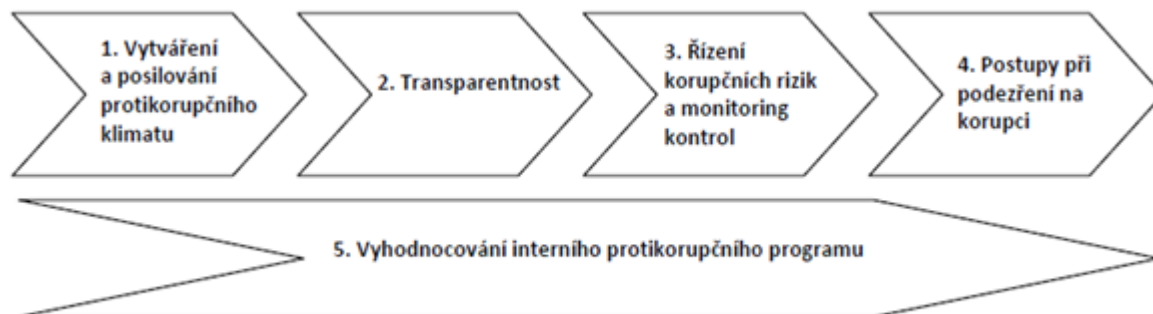 1. Vytváření
a posilování
protikorupčního
klimatu
2. Transparentnost
3. Řízení
korupčních rizik
a monitoring
kontrol
4. Postupy při
podezření na
korupci
5. Vyhodnocování interního protikorupčního programu